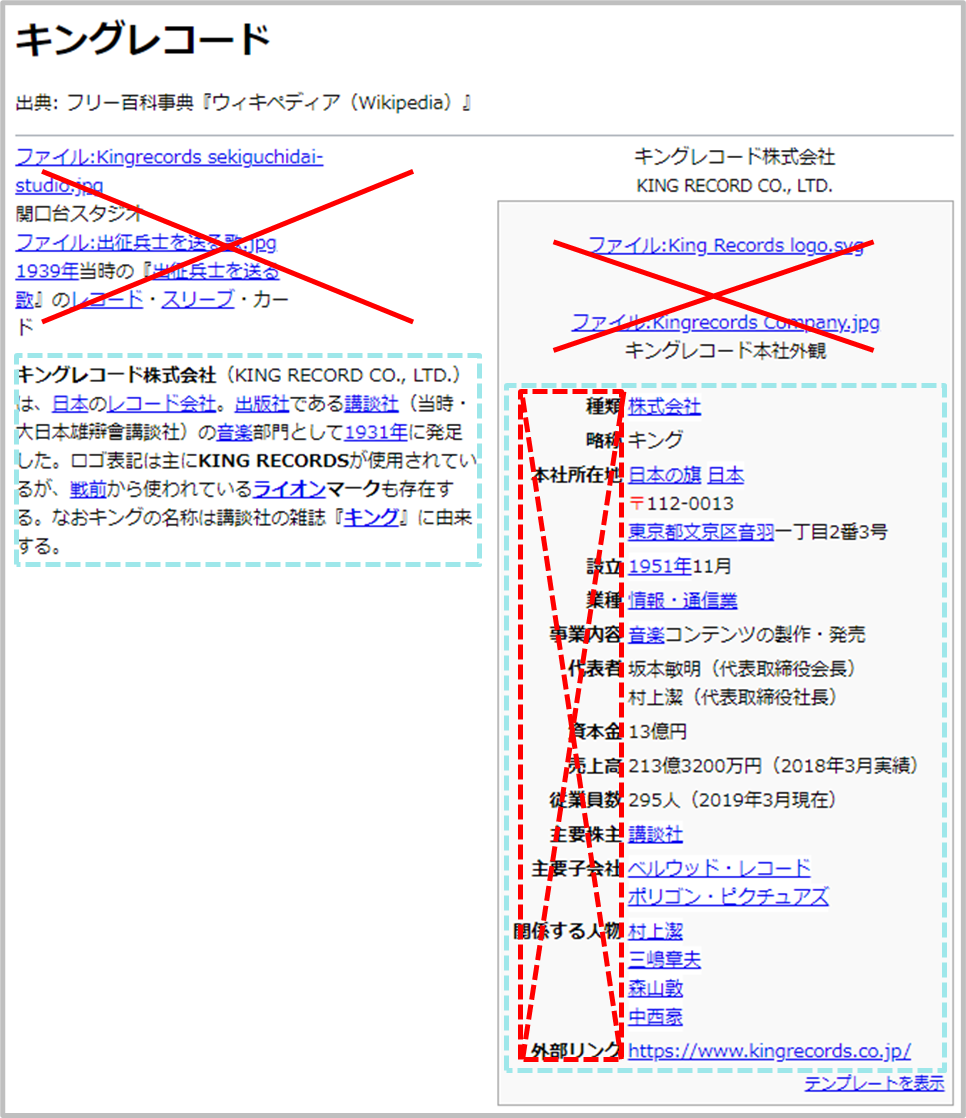 キングレコード
出典: フリー百科事典『ウィキペディア（Wikipedia）』
ファイル:Kingrecords sekiguchidai-
studio.jpg
関口台スタジオ
ファイル:出征兵士を送る歌.jpg
1939年当時の『出征兵士を送る
歌』のレコード・スリーブ・カー
ド
キングレコード株式会社（KING RECORD CO., LTD.）
は、日本のレコード会社。出版社である講談社（当時・
大日本雄辯會講談社）の音楽部門として1931年に発足
した。ロゴ表記は主にKING RECORDSが使用されてい
るが、戦前から使われているライオンマークも存在す
る。なおキングの名称は講談社の雑誌『キング』に由来
する。
キングレコード株式会社
KING RECORD CO., LTD.
ファイル:King Records logo.svg
ファイル:Kingrecords Company.jpg
キングレコード本社外観
種類 株式会社
略称 キング
本社所在地 日本の旗 日本
〒112-0013
東京都文京区音羽一丁目2番3号
設立 1951年11月
業種 情報・通信業
事業内容 音楽コンテンツの製作・発売
代表者 坂本敏明（代表取締役会長）
村上潔（代表取締役社長）
資本金 13億円
売上高 213億3200万円（2018年3月実績）
従業員数 295人（2019年3月現在）
主要株主 講談社
主要子会社 ベルウッド・レコード
ポリゴン・ピクチュアズ
関係する人物 村上潔
三嶋章夫
森山敦
中西豪
外部リンク https://www.kingrecords.co.jp/
テンプレートを表示